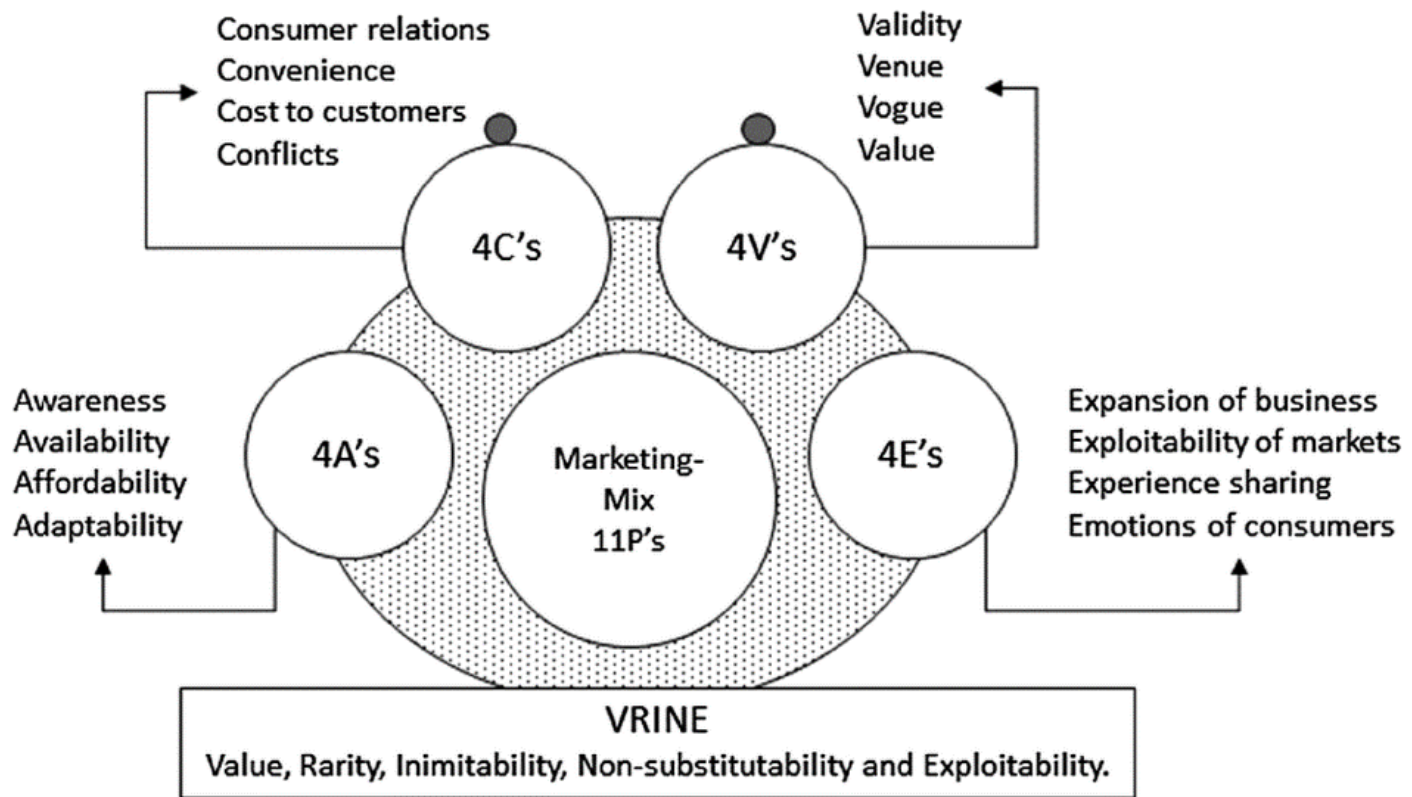 Consumer relations
Convenience
Cost to customers
Conflicts
Validity
Venue
Vogue
Value
4C's
4V's
Awareness
Availability
Affordability
Adaptability
4A's
Marketing-
Mix
11P's
4E's
Expansion of business
Exploitability of markets
Experience sharing
Emotions of consumers
VRINE
Value, Rarity, Inimitability, Non-substitutability and Exploitability.